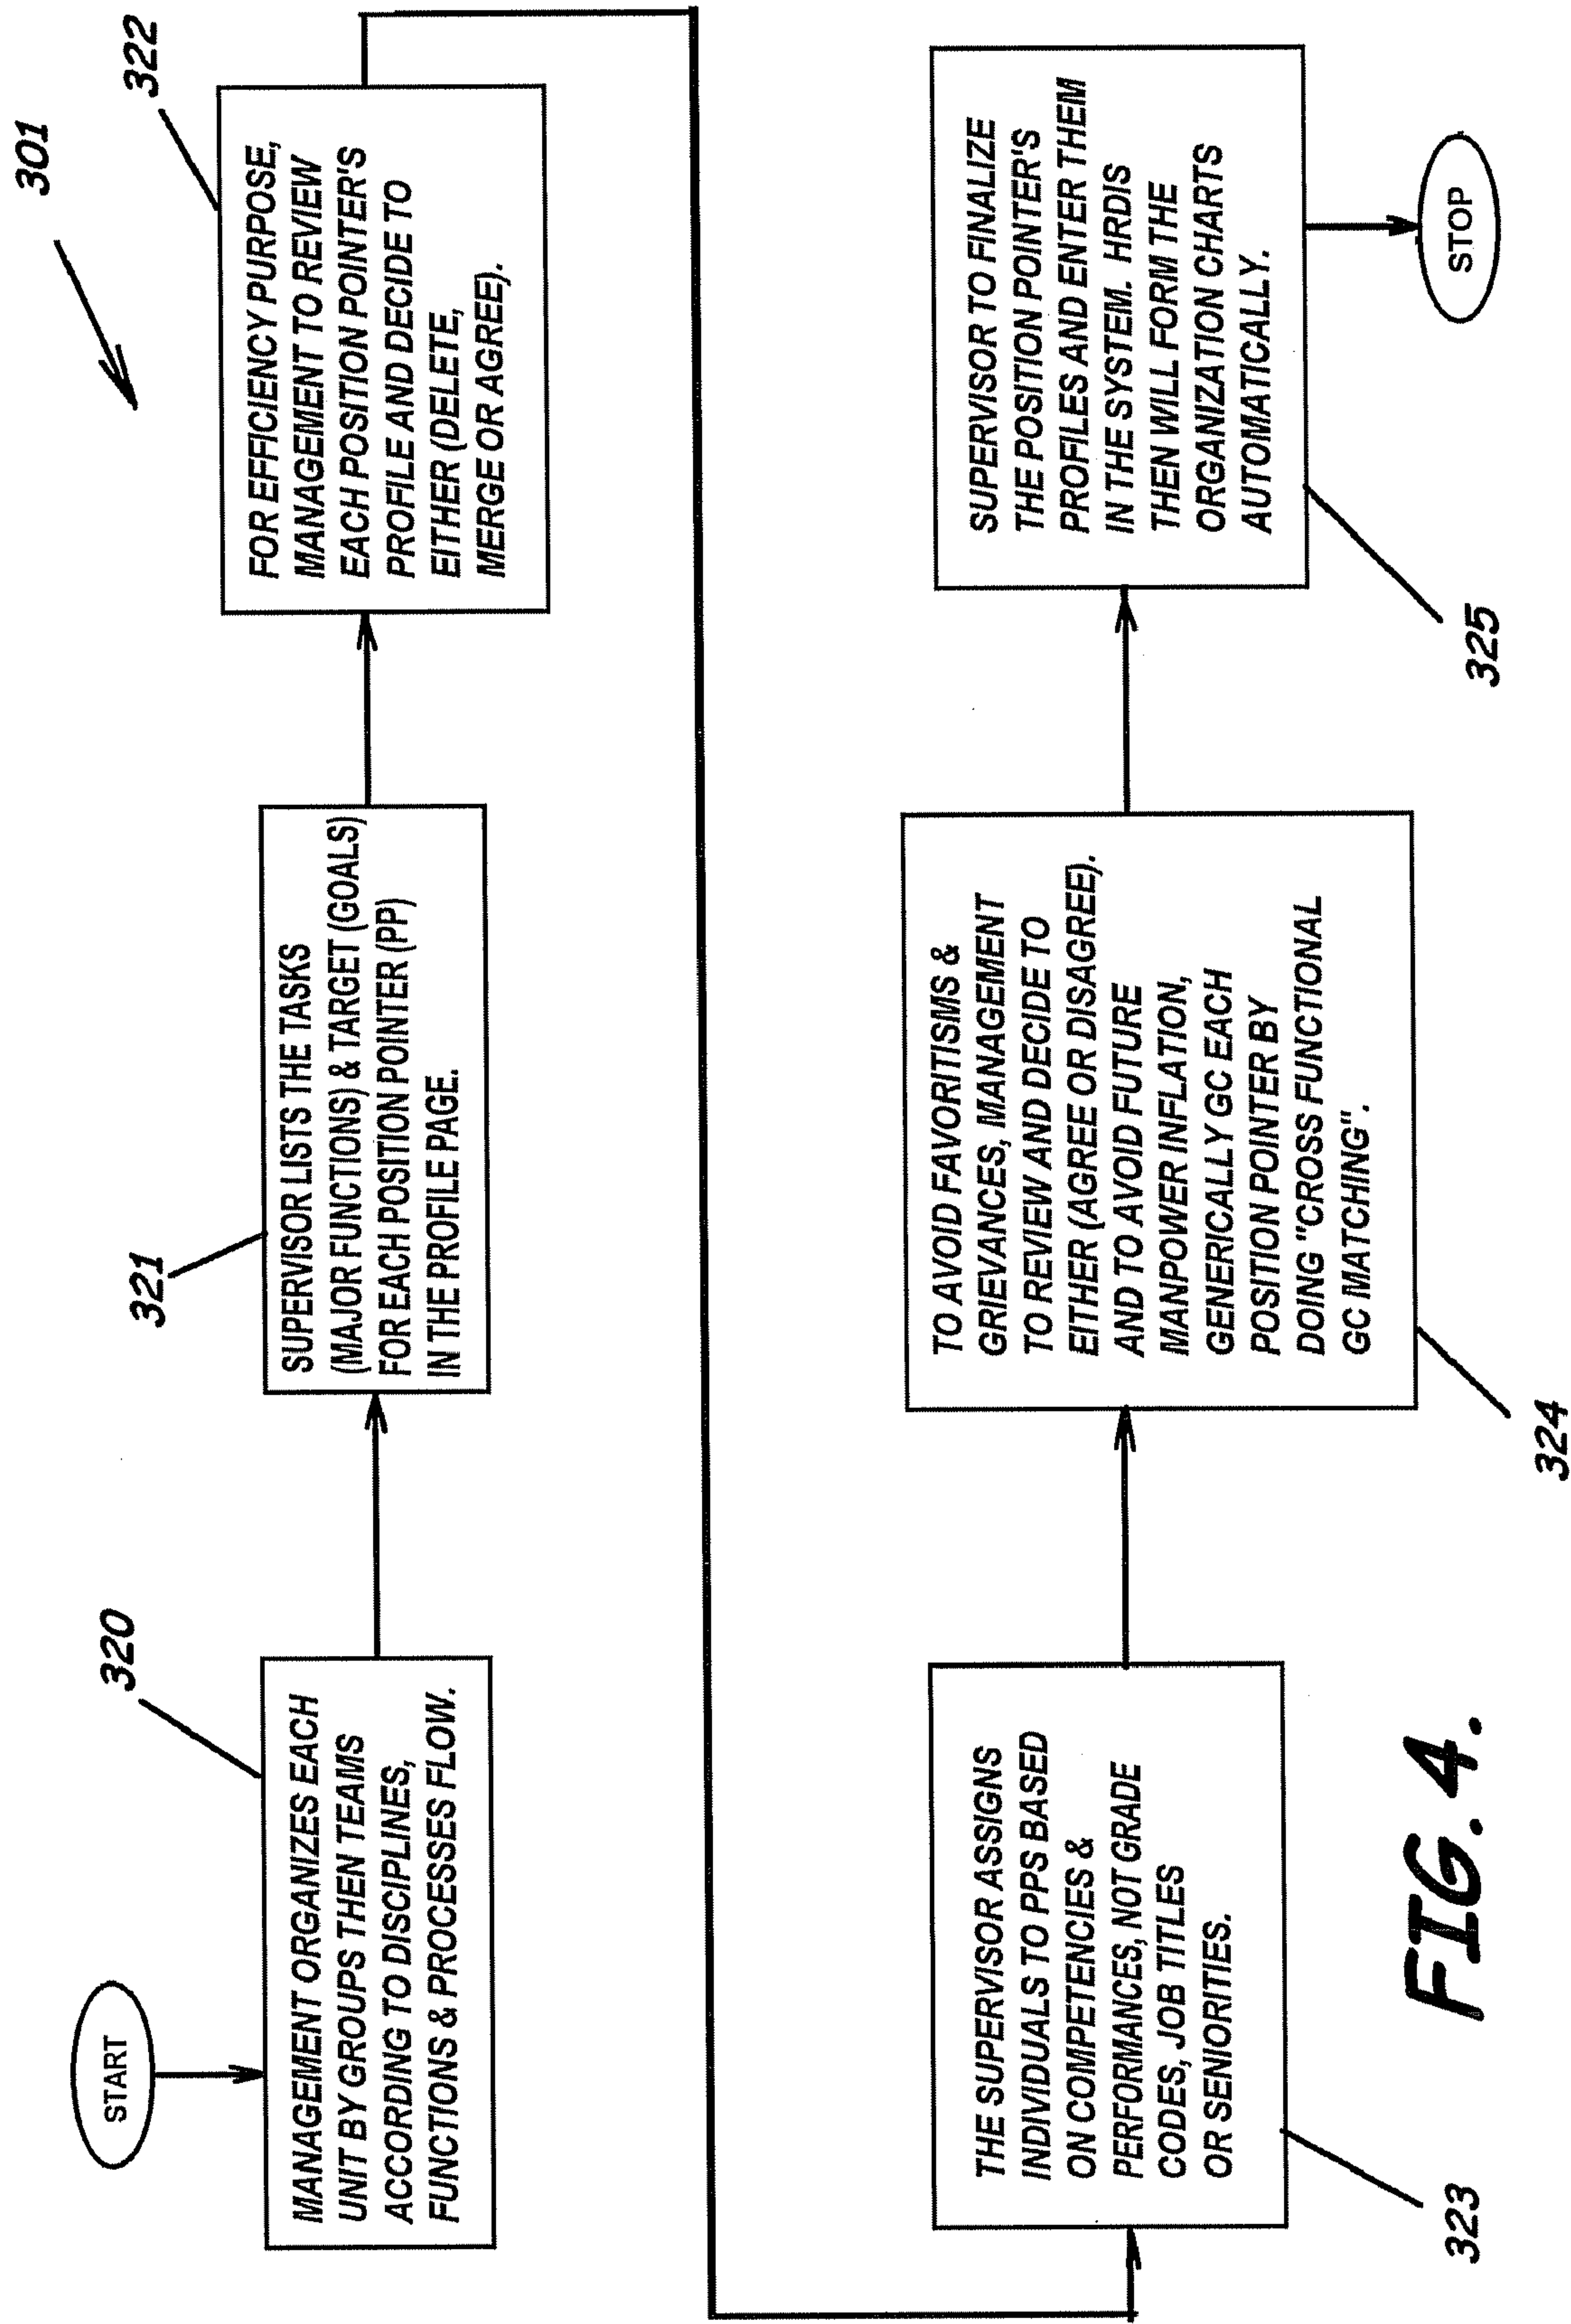 301
START
320
MANAGEMENT ORGANIZES EACH
UNIT BY GROUPS THEN TEAMS
ACCORDING TO DISCIPLINES,
FUNCTIONS & PROCESSES FLOW.
321
SUPERVISOR LISTS THE TASKS
(MAJOR FUNCTIONS) & TARGET (GOALS)
FOR EACH POSITION POINTER (PP)
IN THE PROFILE PAGE.
322
FOR EFFICIENCY PURPOSE,
MANAGEMENT TO REVIEW
EACH POSITION POINTER'S
PROFILE AND DECIDE TO
EITHER (DELETE,
MERGE OR AGREE).
THE SUPERVISOR ASSIGNS
INDIVIDUALS TO PPS BASED
ON COMPETENCIES &
PERFORMANCES, NOT GRADE
CODES, JOB TITLES
OR SENIORITIES.
323
TO AVOID FAVORITISMS &
GRIEVANCES, MANAGEMENT
TO REVIEW AND DECIDE TO
EITHER (AGREE OR DISAGREE).
AND TO AVOID FUTURE
MANPOWER INFLATION,
GENERICALLY GC EACH
POSITION POINTER BY
DOING "CROSS FUNCTIONAL
GC MATCHING".
324
SUPERVISOR TO FINALIZE
THE POSITION POINTER'S
PROFILES AND ENTER THEM
IN THE SYSTEM. HRDIS
THEN WILL FORM THE
ORGANIZATION CHARTS
AUTOMATICALLY.
325
STOP
FIG. 4.